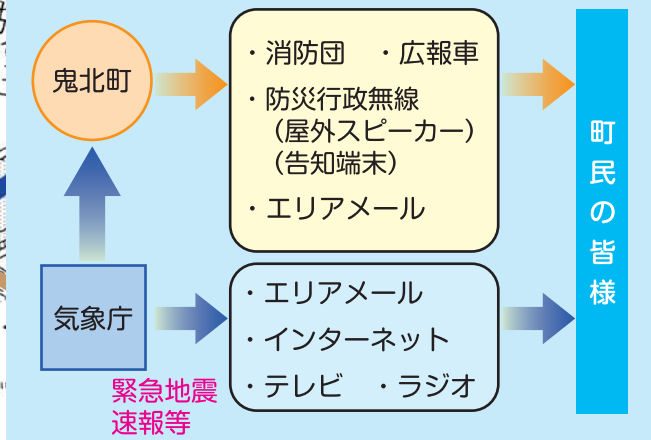 鬼北町
・消防団　・広報車
・防災行政無線
（屋外スピーカー）
（告知端末）
・エリアメール
気象庁
緊急地震
速報等
・エリアメール
・インターネット
・テレビ　・ラジオ
町民の皆様